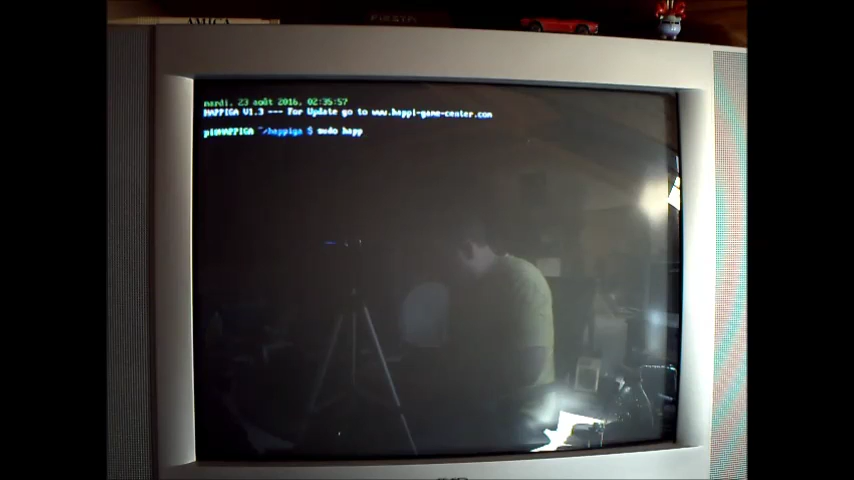 AMIGA
mardi, 23 août 2016, 02:35:57
HAPPIGA V1.3 --- For Update go to www.happi-game-center.com
pi@HAPPIGA ~/happiga $ sudo happ